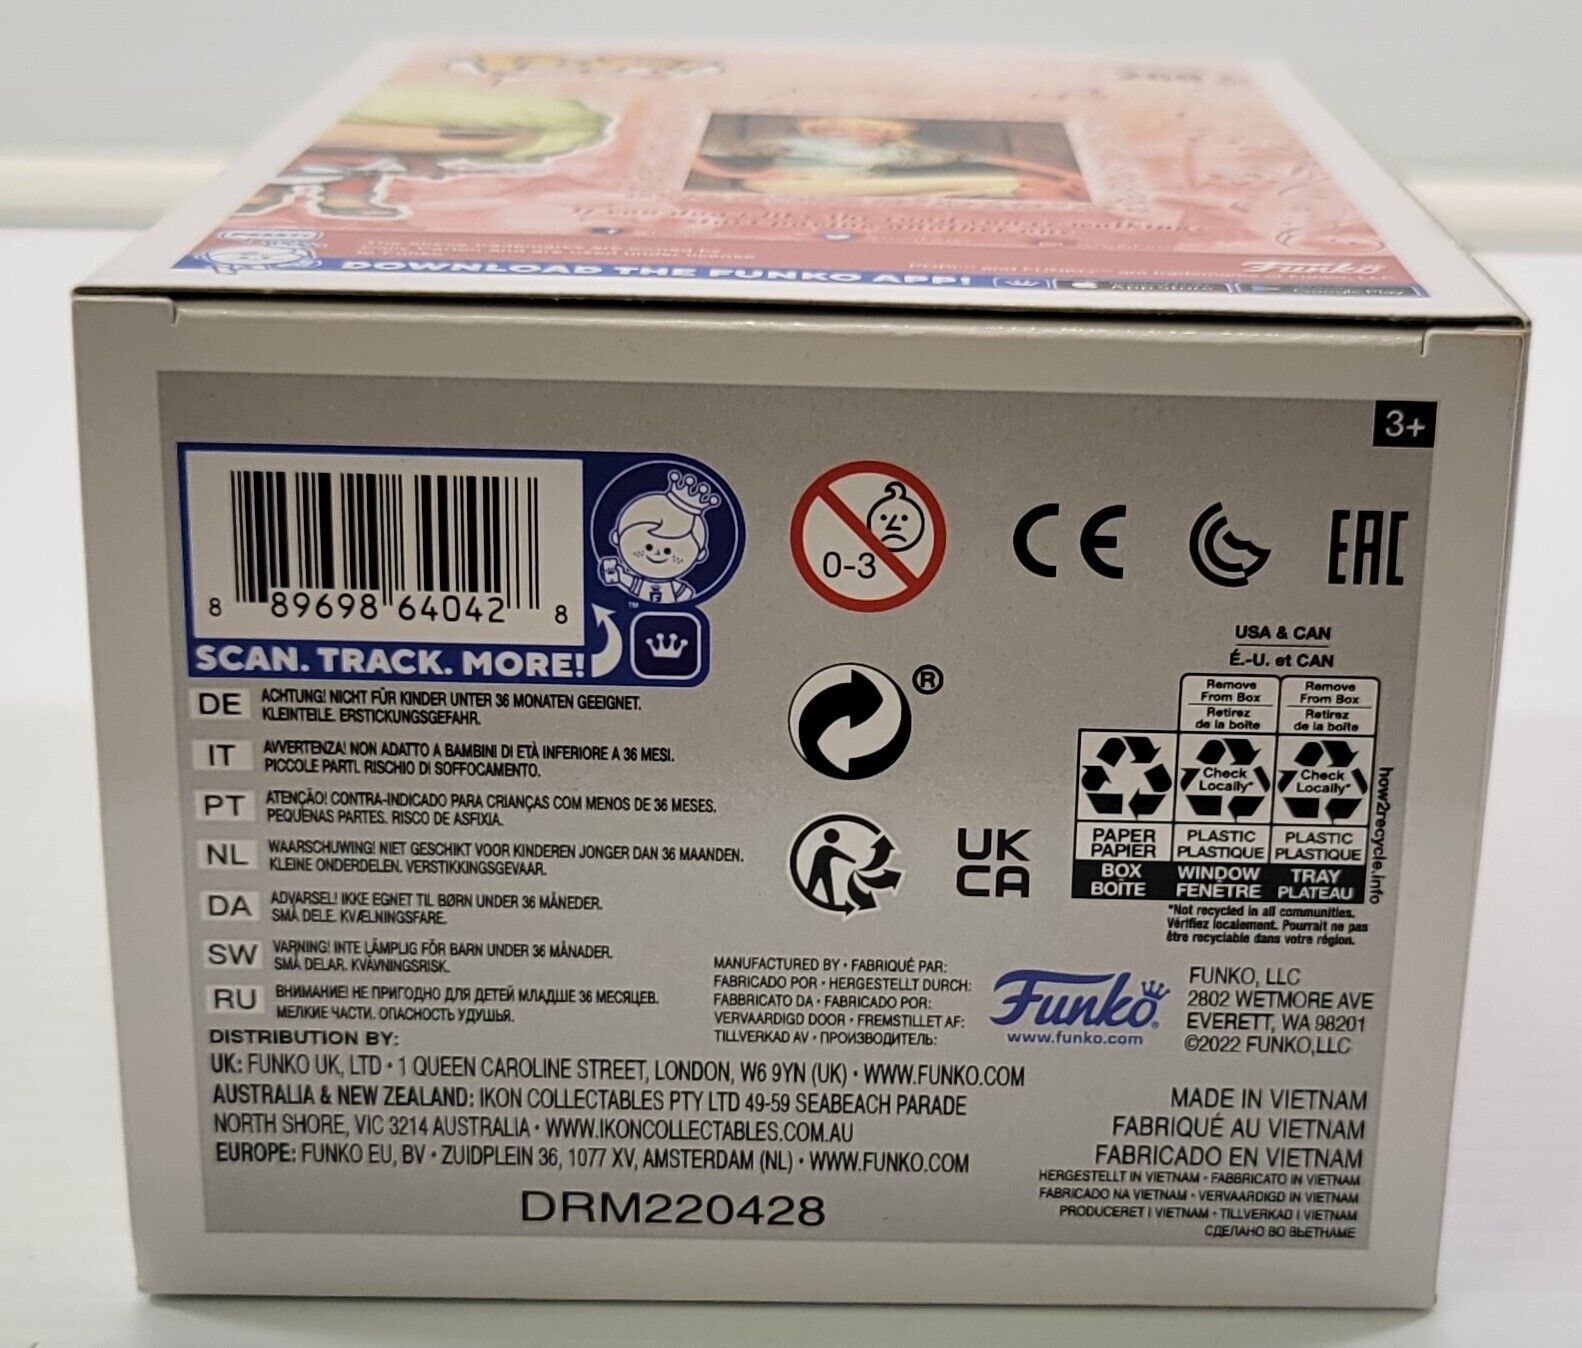 DOWNLOAD THE FUNKO APP!
Funko
3+
8 89698 64042 8
SCAN. TRACK. MORE!
™
0-3
CE
EAC
USA & CAN
É.-U. et CAN
Remove From Box
Retirez de la boîte
Remove From Box
Retirez de la boîte
Check Locally*
Check Locally*
PAPER PAPIER
PLASTIC PLASTIQUE
PLASTIC PLASTIQUE
BOX BOÎTE
WINDOW FENÊTRE
TRAY PLATEAU
how2recycle.info
*Not recycled in all communities.
Vérifiez localement. Pourrait ne pas
être recyclable dans votre région.
®
UK
CA
DE ACHTUNG! NICHT FÜR KINDER UNTER 36 MONATEN GEEIGNET.
KLEINTEILE. ERSTICKUNGSGEFAHR.
IT AVVERTENZA! NON ADATTO A BAMBINI DI ETÀ INFERIORE A 36 MESI.
PICCOLE PARTI. RISCHIO DI SOFFOCAMENTO.
PT ATENÇÃO! CONTRA-INDICADO PARA CRIANÇAS COM MENOS DE 36 MESES.
PEQUENAS PARTES. RISCO DE ASFIXIA.
NL WAARSCHUWING! NIET GESCHIKT VOOR KINDEREN JONGER DAN 36 MAANDEN.
KLEINE ONDERDELEN. VERSTIKKINGSGEVAAR.
DA ADVARSEL! IKKE EGNET TIL BØRN UNDER 36 MÅNEDER.
SMÅ DELE. KVÆLNINGSFARE.
SW VARNING! INTE LÄMPLIG FÖR BARN UNDER 36 MÅNADER.
SMÅ DELAR. KVÄVNINGSRISK.
RU ВНИМАНИЕ! НЕ ПРИГОДНО ДЛЯ ДЕТЕЙ МЛАДШЕ 36 МЕСЯЦЕВ.
МЕЛКИЕ ЧАСТИ. ОПАСНОСТЬ УДУШЬЯ.
MANUFACTURED BY • FABRIQUÉ PAR:
FABRICADO POR • HERGESTELLT DURCH:
FABBRICATO DA • FABRICADO POR:
VERVAARDIGD DOOR • FREMSTILLET AF:
TILLVERKAD AV • ПРОИЗВОДИТЕЛЬ:
Funko
www.funko.com
FUNKO, LLC
2802 WETMORE AVE
EVERETT, WA 98201
©2022 FUNKO,LLC
DISTRIBUTION BY:
UK: FUNKO UK, LTD • 1 QUEEN CAROLINE STREET, LONDON, W6 9YN (UK) • WWW.FUNKO.COM
AUSTRALIA & NEW ZEALAND: IKON COLLECTABLES PTY LTD 49-59 SEABEACH PARADE
NORTH SHORE, VIC 3214 AUSTRALIA • WWW.IKONCOLLECTABLES.COM.AU
EUROPE: FUNKO EU, BV • ZUIDPLEIN 36, 1077 XV, AMSTERDAM (NL) • WWW.FUNKO.COM
DRM220428
MADE IN VIETNAM
FABRIQUÉ AU VIETNAM
FABRICADO EN VIETNAM
HERGESTELLT IN VIETNAM • FABBRICATO IN VIETNAM
FABRICADO NA VIETNAM • VERVAARDIGD IN VIETNAM
PRODUCERET I VIETNAM • TILLVERKAD I VIETNAM
СДЕЛАНО ВО ВЬЕТНАМЕ